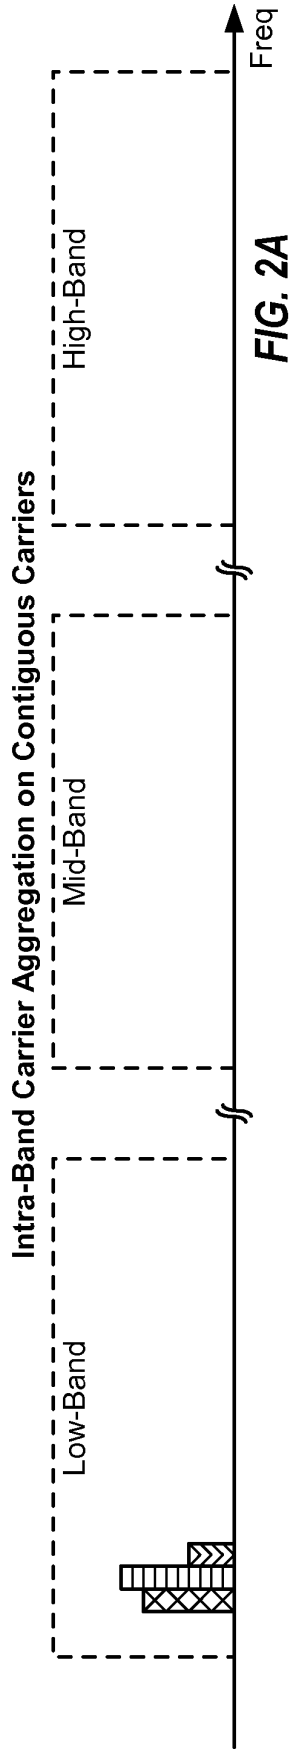 Intra-Band Carrier Aggregation on Contiguous Carriers
Low-Band
Mid-Band
High-Band
Freq
FIG. 2A